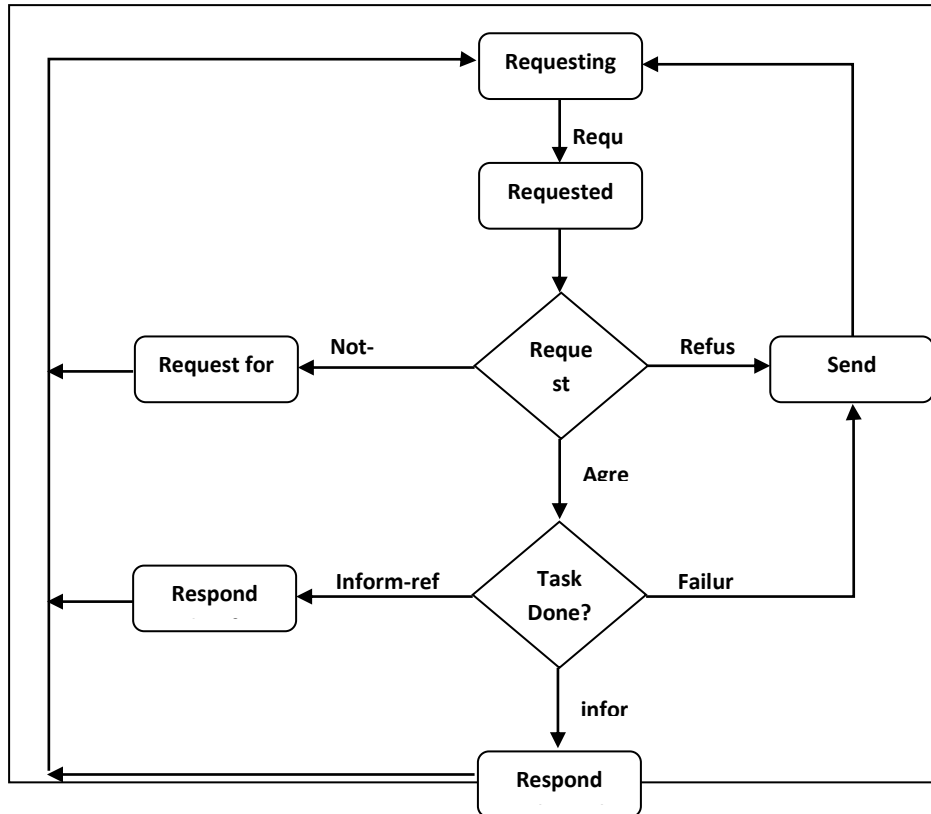 Requesting
Requ
Requested
Reque
st
Not-
Refus
Request for
Send
Agre
Task
Done?
Inform-ref
Failur
Respond
infor
Respond